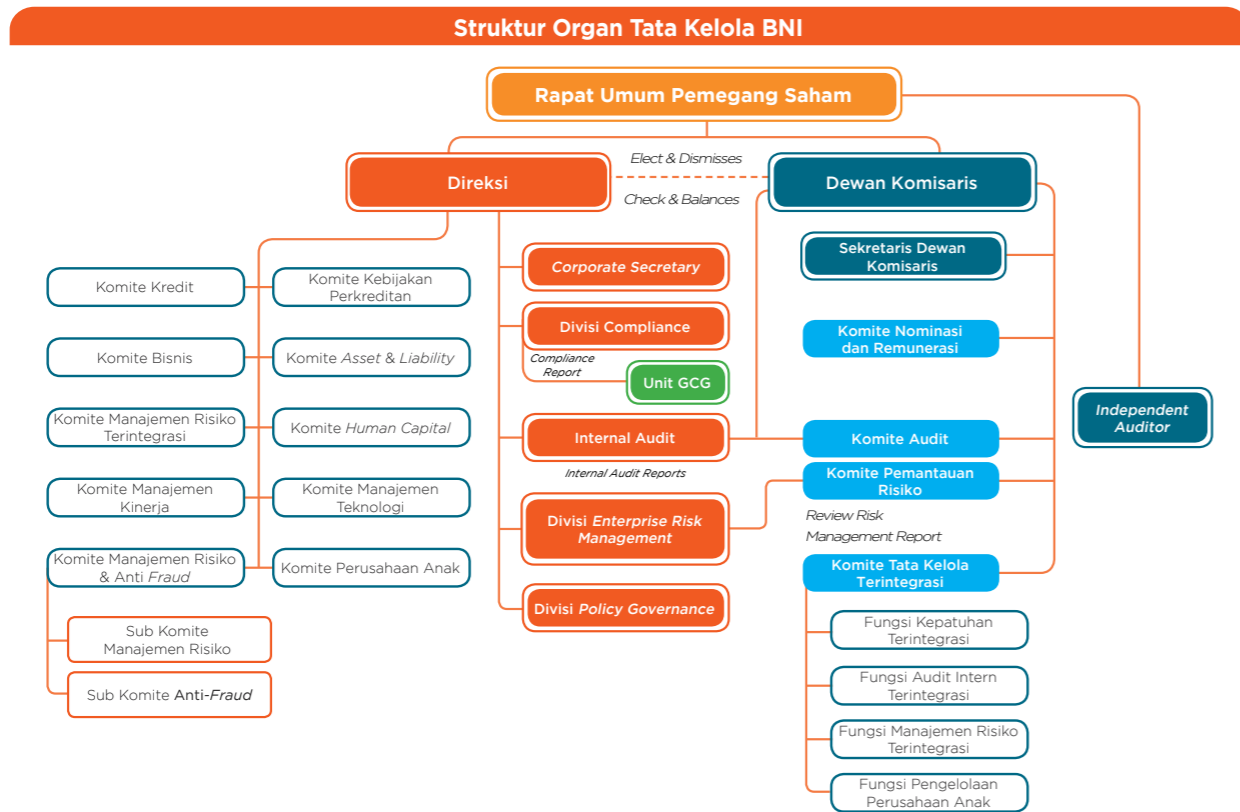 Struktur Organ Tata Kelola BNI
Rapat Umum Pemegang Saham
Direksi
Elect & Dismisses
Check & Balances
Dewan Komisaris
Komite Kredit
Komite Kebijakan
Perkreditan
Komite Bisnis
Komite Asset & Liability
Komite Manajemen Risiko
Terintegrasi
Komite Human Capital
Komite Manajemen
Kinerja
Komite Manajemen
Teknologi
Komite Manajemen Risiko
& Anti Fraud
Komite Perusahaan Anak
Sub Komite
Manajemen Risiko
Sub Komite Anti-Fraud
Corporate Secretary
Divisi Compliance
Compliance
Report
Unit GCG
Internal Audit
Internal Audit Reports
Divisi Enterprise Risk
Management
Divisi Policy Governance
Sekretaris Dewan
Komisaris
Komite Nominasi
dan Remunerasi
Komite Audit
Komite Pemantauan
Risiko
Review Risk
Management Report
Komite Tata Kelola
Terintegrasi
Fungsi Kepatuhan
Terintegrasi
Fungsi Audit Intern
Terintegrasi
Fungsi Manajemen Risiko
Terintegrasi
Fungsi Pengelolaan
Perusahaan Anak
Independent
Auditor